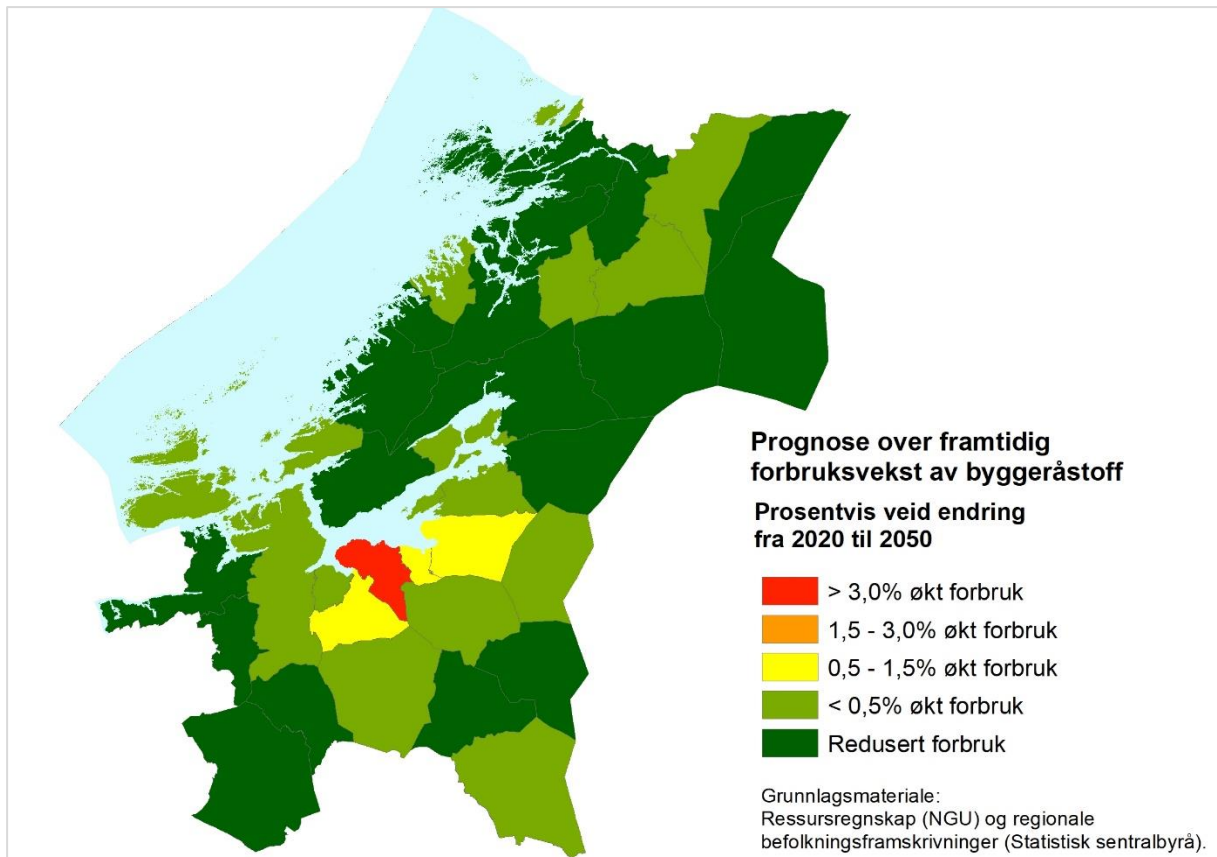 Prognose over framtidig
forbruksvekst av byggeråstoff
Prosentvis veid endring
fra 2020 til 2050
> 3,0% økt forbruk
1,5 - 3,0% økt forbruk
0,5 - 1,5% økt forbruk
< 0,5% økt forbruk
Redusert forbruk
Grunnlagsmateriale:
Ressursregnskap (NGU) og regionale
befolkningsframskrivninger (Statistisk sentralbyrå).